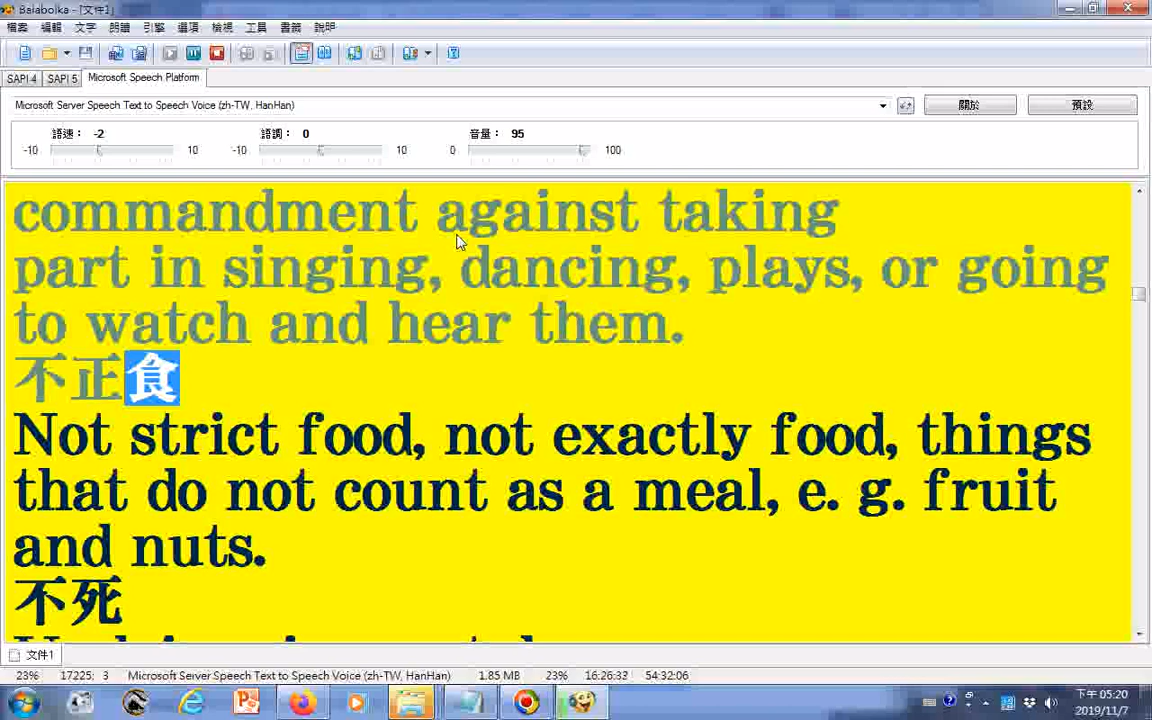 Balabolka - [文件1]
檔案 編輯 文字 朗讀 引擎 選項 檢視 工具 書籤 說明
SAPI 4 SAPI 5 Microsoft Speech Platform
Microsoft Server Speech Text to Speech Voice (zh-TW, HanHan) 關於 預設
語速： -2 語調： 0 音量： 95
-10 10 -10 10 0 100
commandment against taking
part in singing, dancing, plays, or going
to watch and hear them.
不正食
Not strict food, not exactly food, things
that do not count as a meal, e. g. fruit
and nuts.
不死
文件1
23% 17225: 3 Microsoft Server Speech Text to Speech Voice (zh-TW, HanHan) 1.85 MB 23% 16:26:33 54:32:06
下午 05:20
2019/11/7